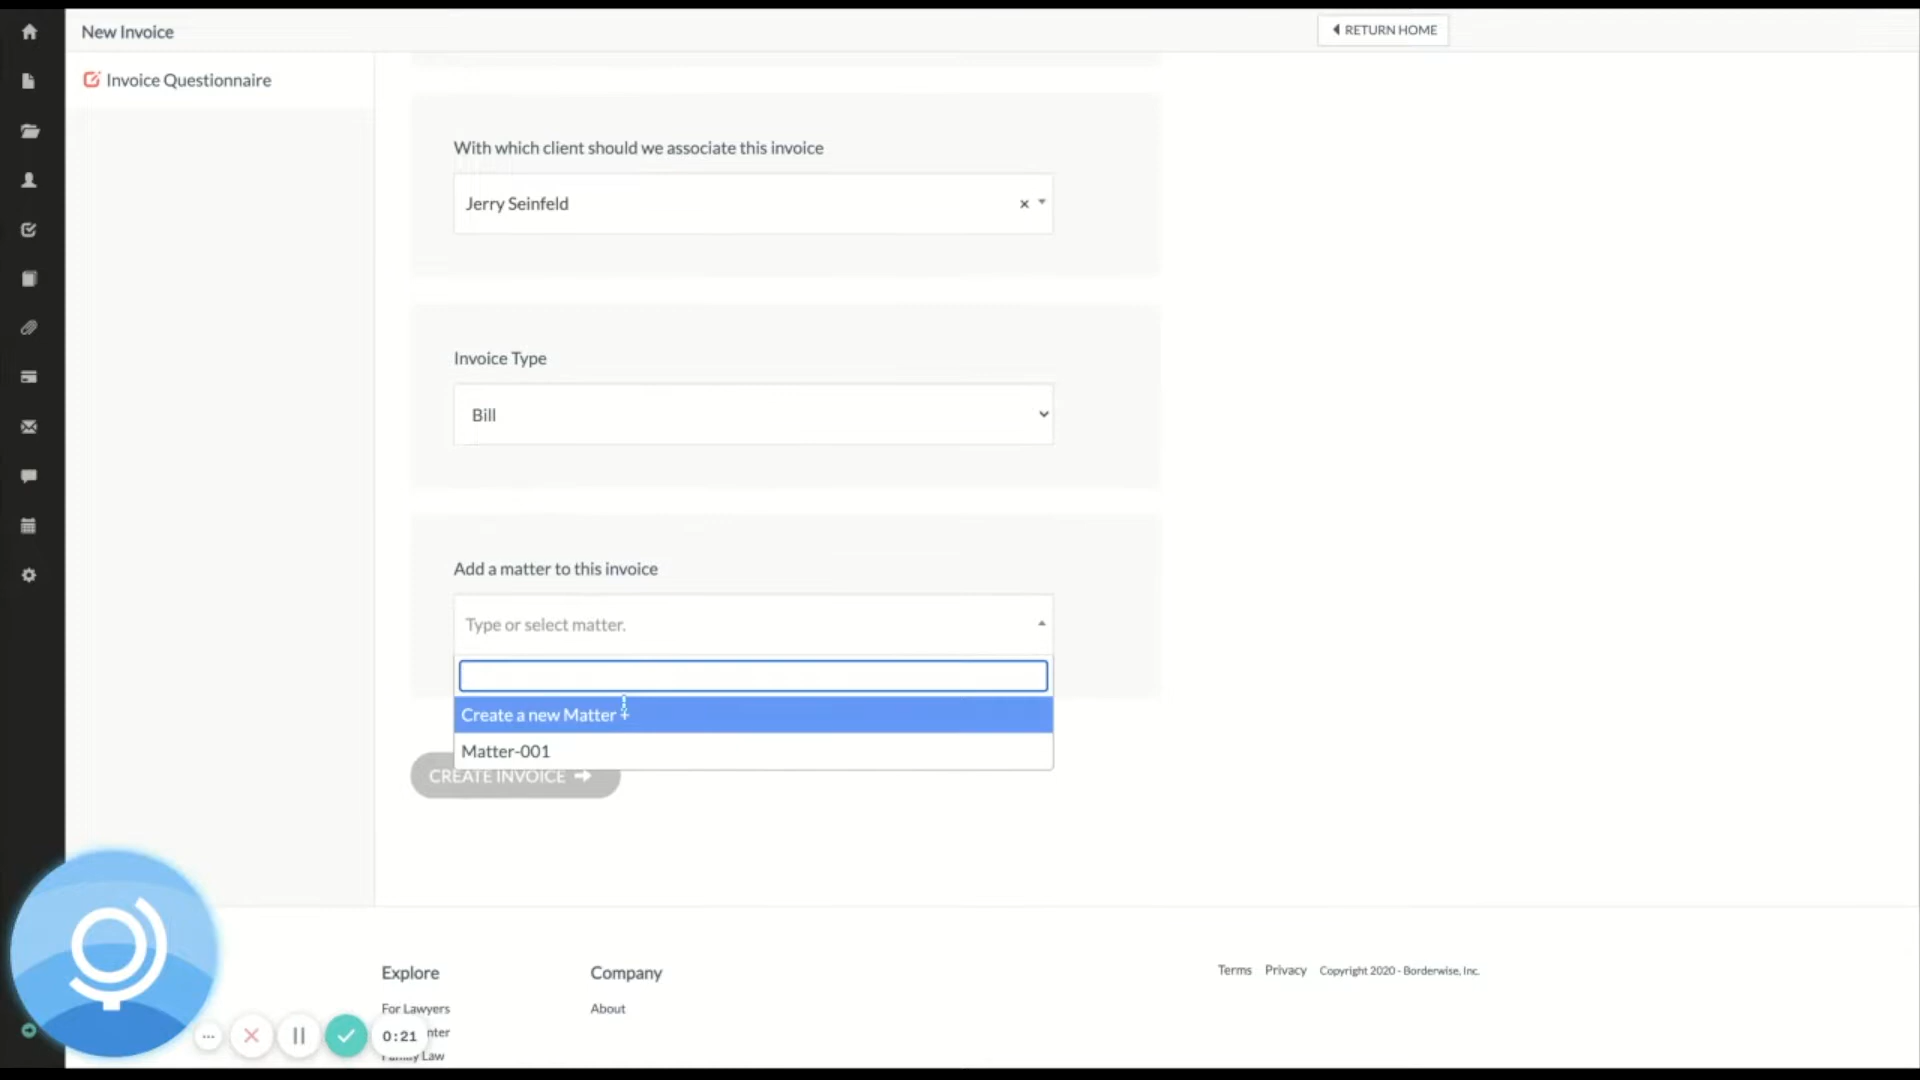 New Invoice
RETURN HOME
Invoice Questionnaire
With which client should we associate this invoice
Jerry Seinfeld
×
Invoice Type
Bill
Add a matter to this invoice
Type or select matter.
Create a new Matter +
Matter-001
CREATE INVOICE
Explore
Company
Terms Privacy Copyright 2020 - Borderwise, Inc.
For Lawyers
About
0:21
Law